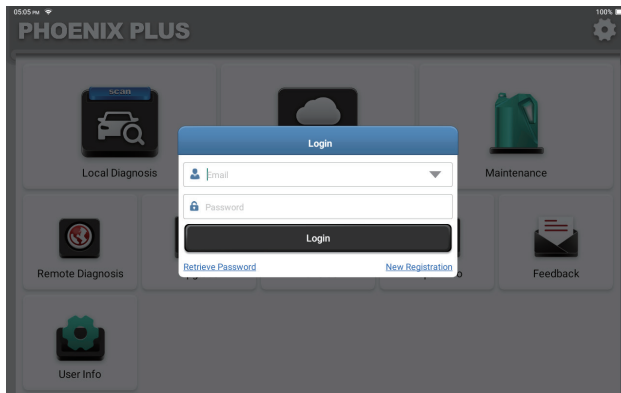 05:05 PM
100%
PHOENIX PLUS
SCAN
Login
Email
Local Diagnosis
Maintenance
Password
Login
Retrieve Password
New Registration
Remote Diagnosis
Feedback
User Info